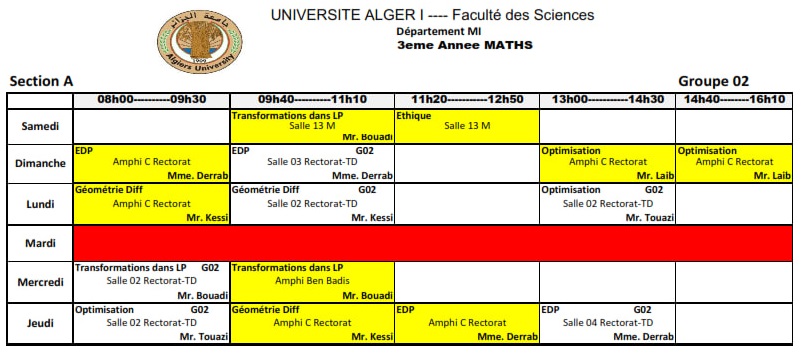 جامعة الجزائر
1909
Algiers University
UNIVERSITE ALGER I ---- Faculté des Sciences
Département MI
3eme Annee MATHS
Section A Groupe 02
08h00----------09h30 09h40----------11h10 11h20----------12h50 13h00----------14h30 14h40--------16h10
Samedi
Transformations dans LP
Salle 13 M
Mr. Bouadi
Ethique
Salle 13 M
Dimanche
EDP
Amphi C Rectorat
Mme. Derrab
EDP G02
Salle 03 Rectorat-TD
Mme. Derrab
Optimisation
Amphi C Rectorat
Mr. Laib
Optimisation
Amphi C Rectorat
Mr. Laib
Lundi
Géométrie Diff
Amphi C Rectorat
Mr. Kessi
Géométrie Diff G02
Salle 02 Rectorat-TD
Mr. Kessi
Optimisation G02
Salle 02 Rectorat-TD
Mr. Touazi
Mardi
Mercredi
Transformations dans LP G02
Salle 02 Rectorat-TD
Mr. Bouadi
Transformations dans LP
Amphi Ben Badis
Mr. Bouadi
Jeudi
Optimisation G02
Salle 02 Rectorat-TD
Mr. Touazi
Géométrie Diff
Amphi C Rectorat
Mr. Kessi
EDP
Amphi C Rectorat
Mme. Derrab
EDP G02
Salle 04 Rectorat-TD
Mme. Derrab